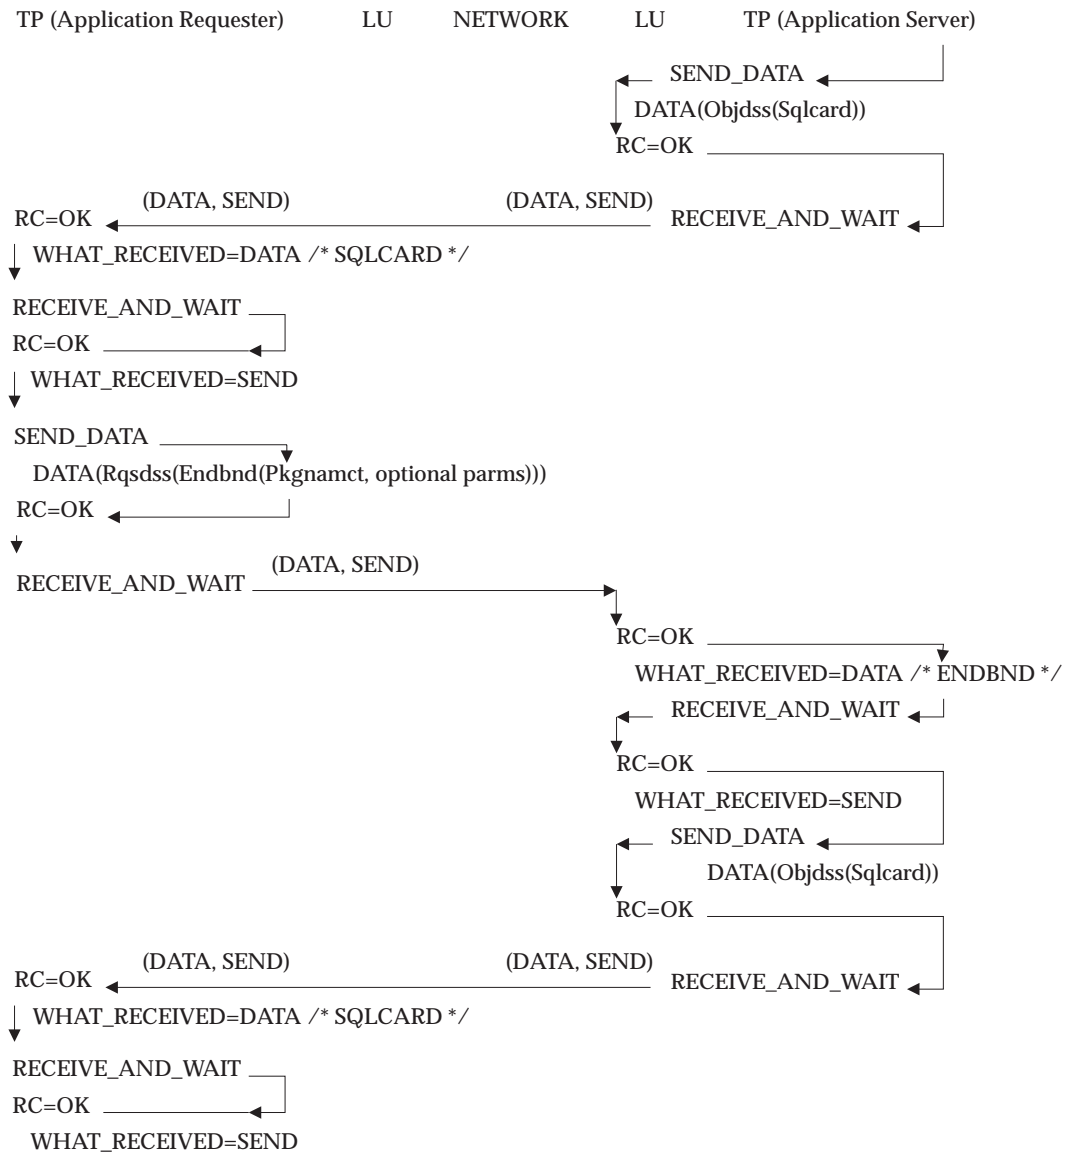 TP (Application Requester) LU NETWORK LU TP (Application Server)
SEND_DATA
DATA(Objdss(Sqlcard))
RC=OK
(DATA, SEND) (DATA, SEND)
RC=OK RECEIVE_AND_WAIT
WHAT_RECEIVED=DATA /* SQLCARD */
RECEIVE_AND_WAIT
RC=OK
WHAT_RECEIVED=SEND
SEND_DATA
DATA(Rqsdss(Endbnd(Pkgnamct, optional parms)))
RC=OK
(DATA, SEND)
RECEIVE_AND_WAIT
RC=OK
WHAT_RECEIVED=DATA /* ENDBND */
RECEIVE_AND_WAIT
RC=OK
WHAT_RECEIVED=SEND
SEND_DATA
DATA(Objdss(Sqlcard))
RC=OK
(DATA, SEND) (DATA, SEND)
RC=OK RECEIVE_AND_WAIT
WHAT_RECEIVED=DATA /* SQLCARD */
RECEIVE_AND_WAIT
RC=OK
WHAT_RECEIVED=SEND